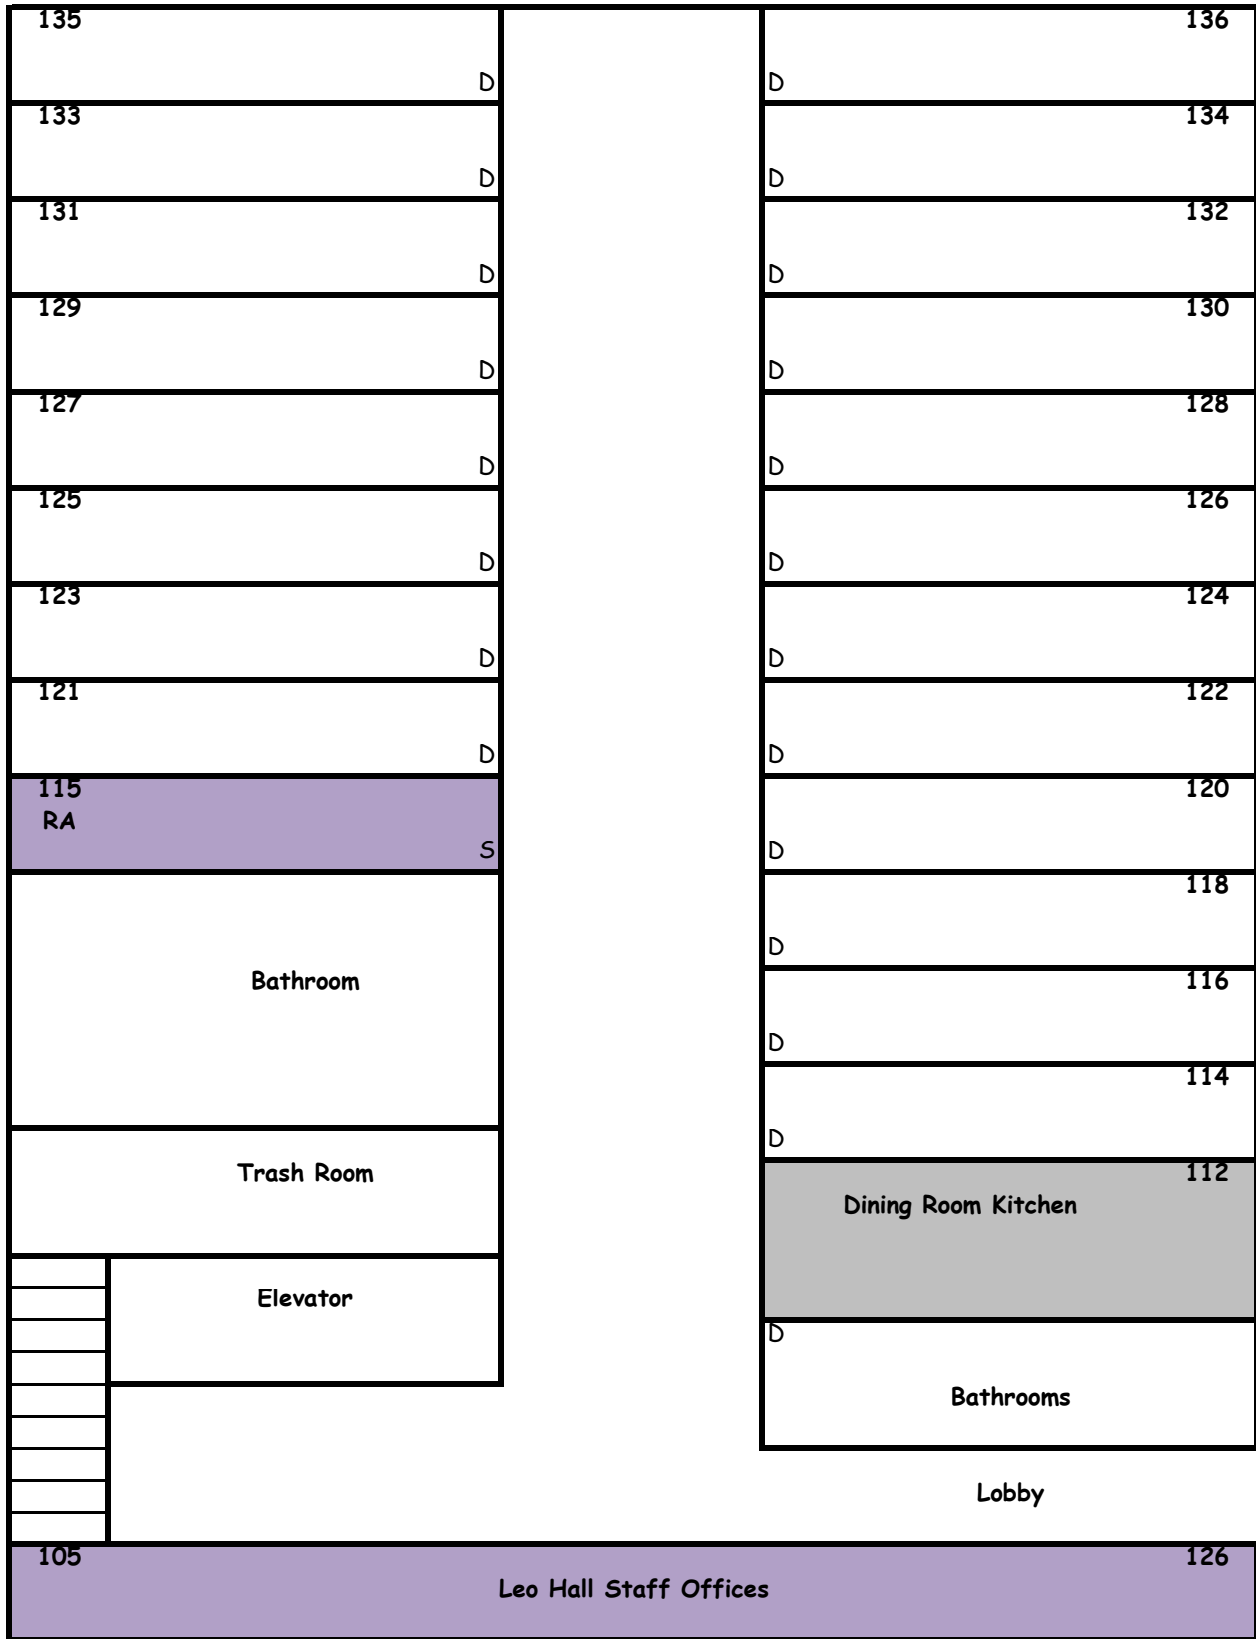 135 136
D D
133 134
D D
131 132
D D
129 130
D D
127 128
D D
125 126
D D
123 124
D D
121 122
D D
115 120
RA
S D
118
D
Bathroom 116
D
114
D
Trash Room 112
Dining Room Kitchen
Elevator
D
Bathrooms
Lobby
105 126
Leo Hall Staff Offices